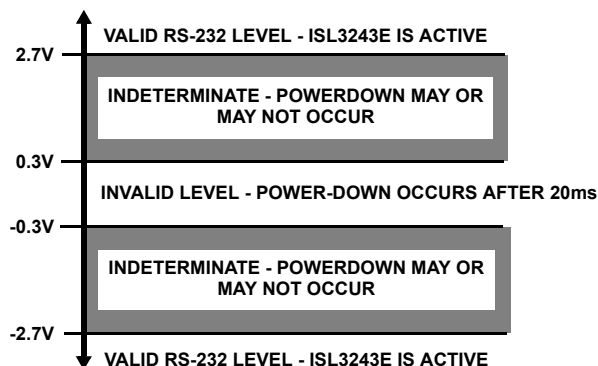 VALID RS-232 LEVEL - ISL3243E IS ACTIVE
2.7V
INDETERMINATE - POWERDOWN MAY OR
MAY NOT OCCUR
0.3V
INVALID LEVEL - POWER-DOWN OCCURS AFTER 20ms
-0.3V
INDETERMINATE - POWERDOWN MAY OR
MAY NOT OCCUR
-2.7V
VALID RS-232 LEVEL - ISL3243E IS ACTIVE